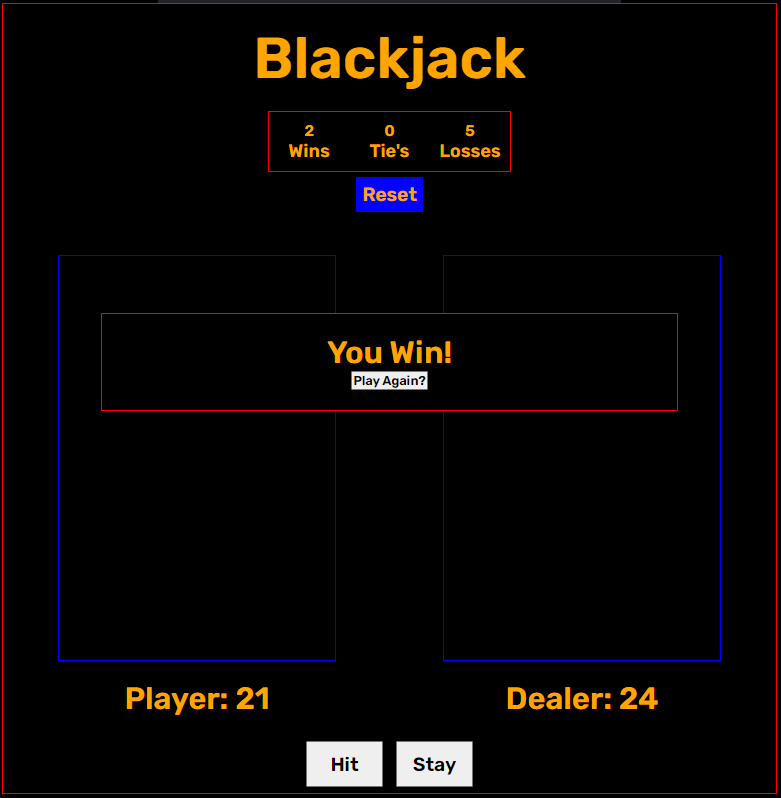 Blackjack
2 0 5
Wins Tie's Losses
Reset
You Win!
Play Again?
Player: 21 Dealer: 24
Hit Stay